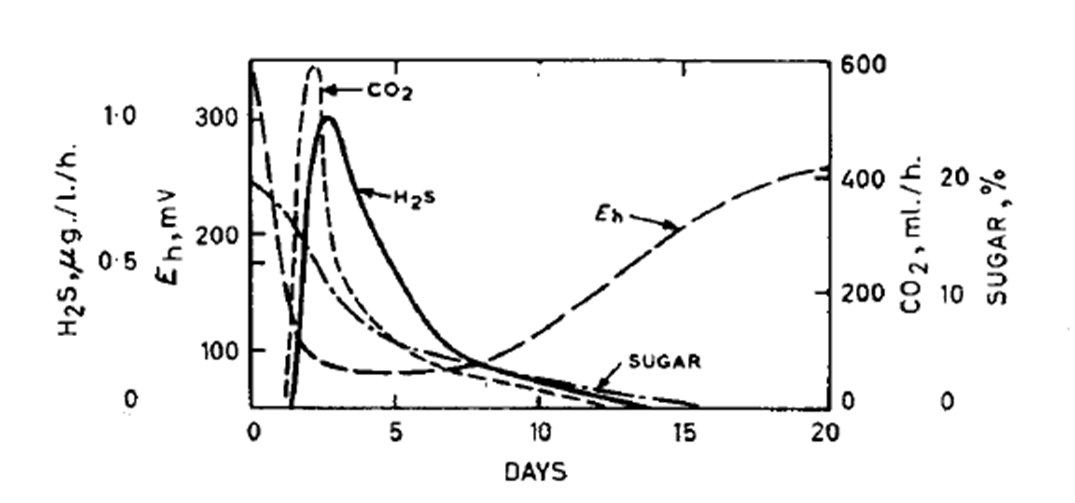 600
CO2
1.0
300
H2S
400
20
Eh
200
0.5
200
10
100
SUGAR
0
0
0
0
5
10
15
20
DAYS
H2S, µg./l./h.
Eh, mV
CO2, ml./h.
SUGAR, %